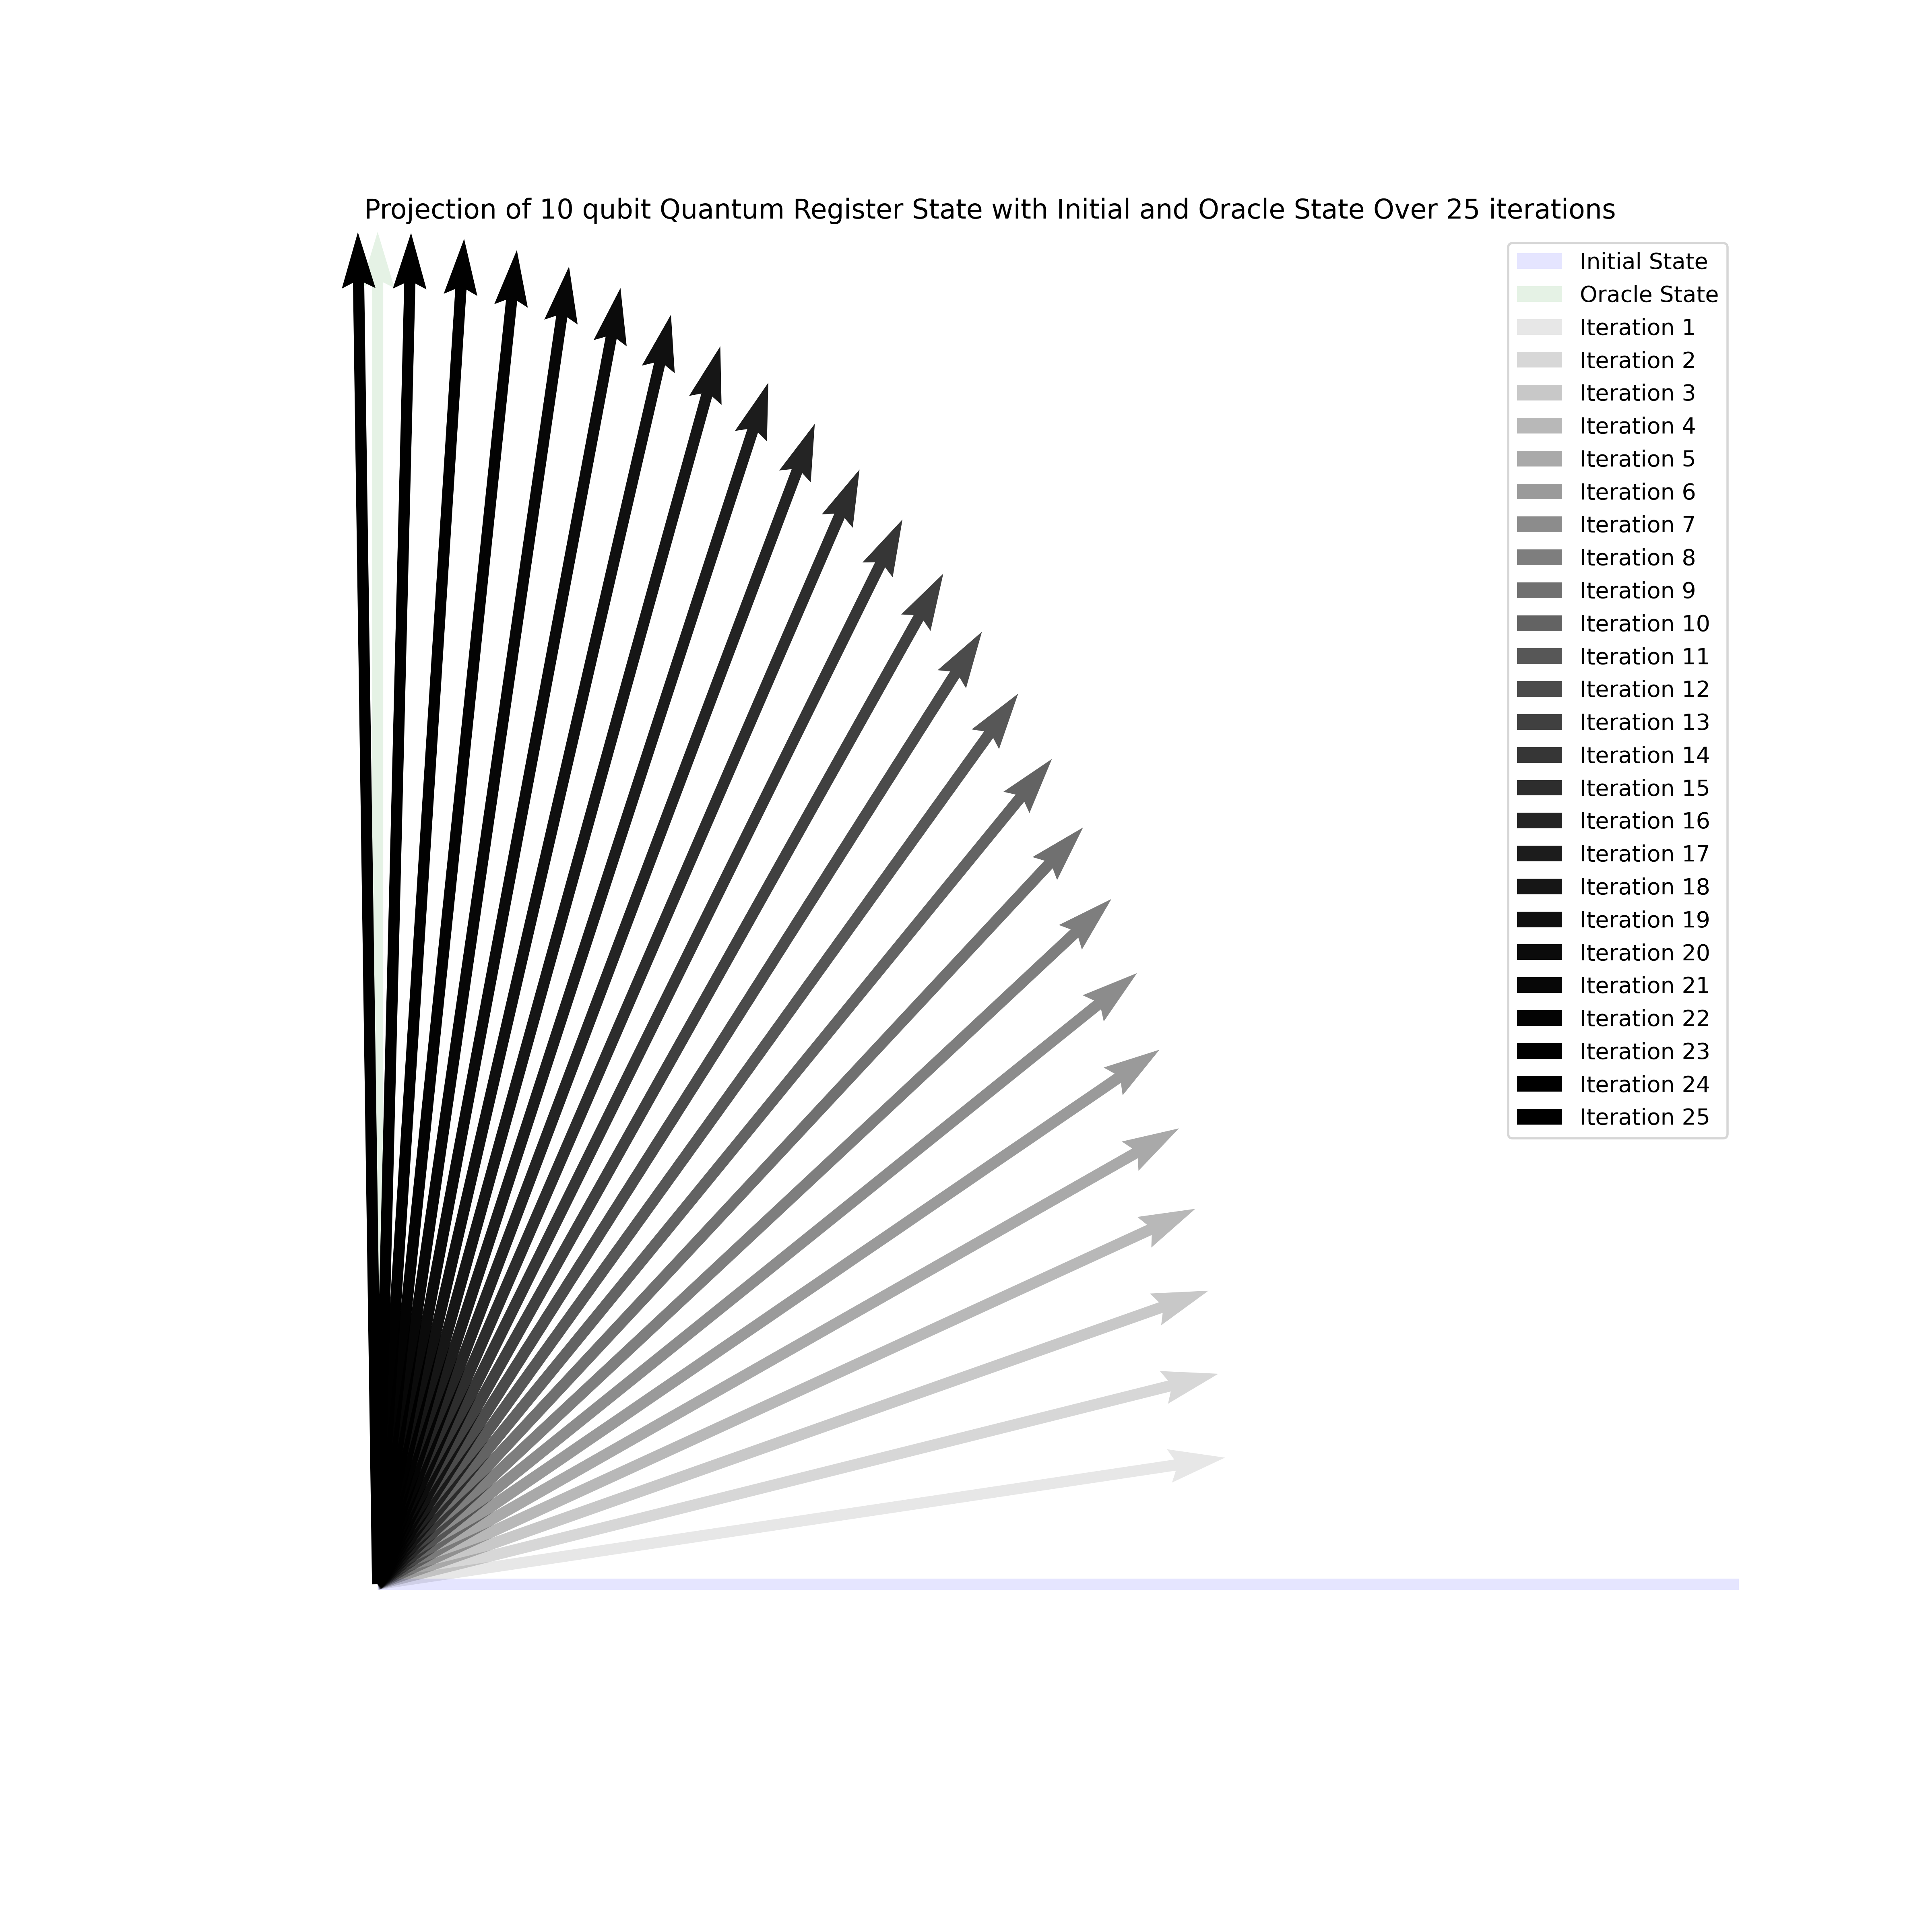 Projection of 10 qubit Quantum Register State with Initial and Oracle State Over 25 iterations
Initial State
Oracle State
Iteration 1
Iteration 2
Iteration 3
Iteration 4
Iteration 5
Iteration 6
Iteration 7
Iteration 8
Iteration 9
Iteration 10
Iteration 11
Iteration 12
Iteration 13
Iteration 14
Iteration 15
Iteration 16
Iteration 17
Iteration 18
Iteration 19
Iteration 20
Iteration 21
Iteration 22
Iteration 23
Iteration 24
Iteration 25